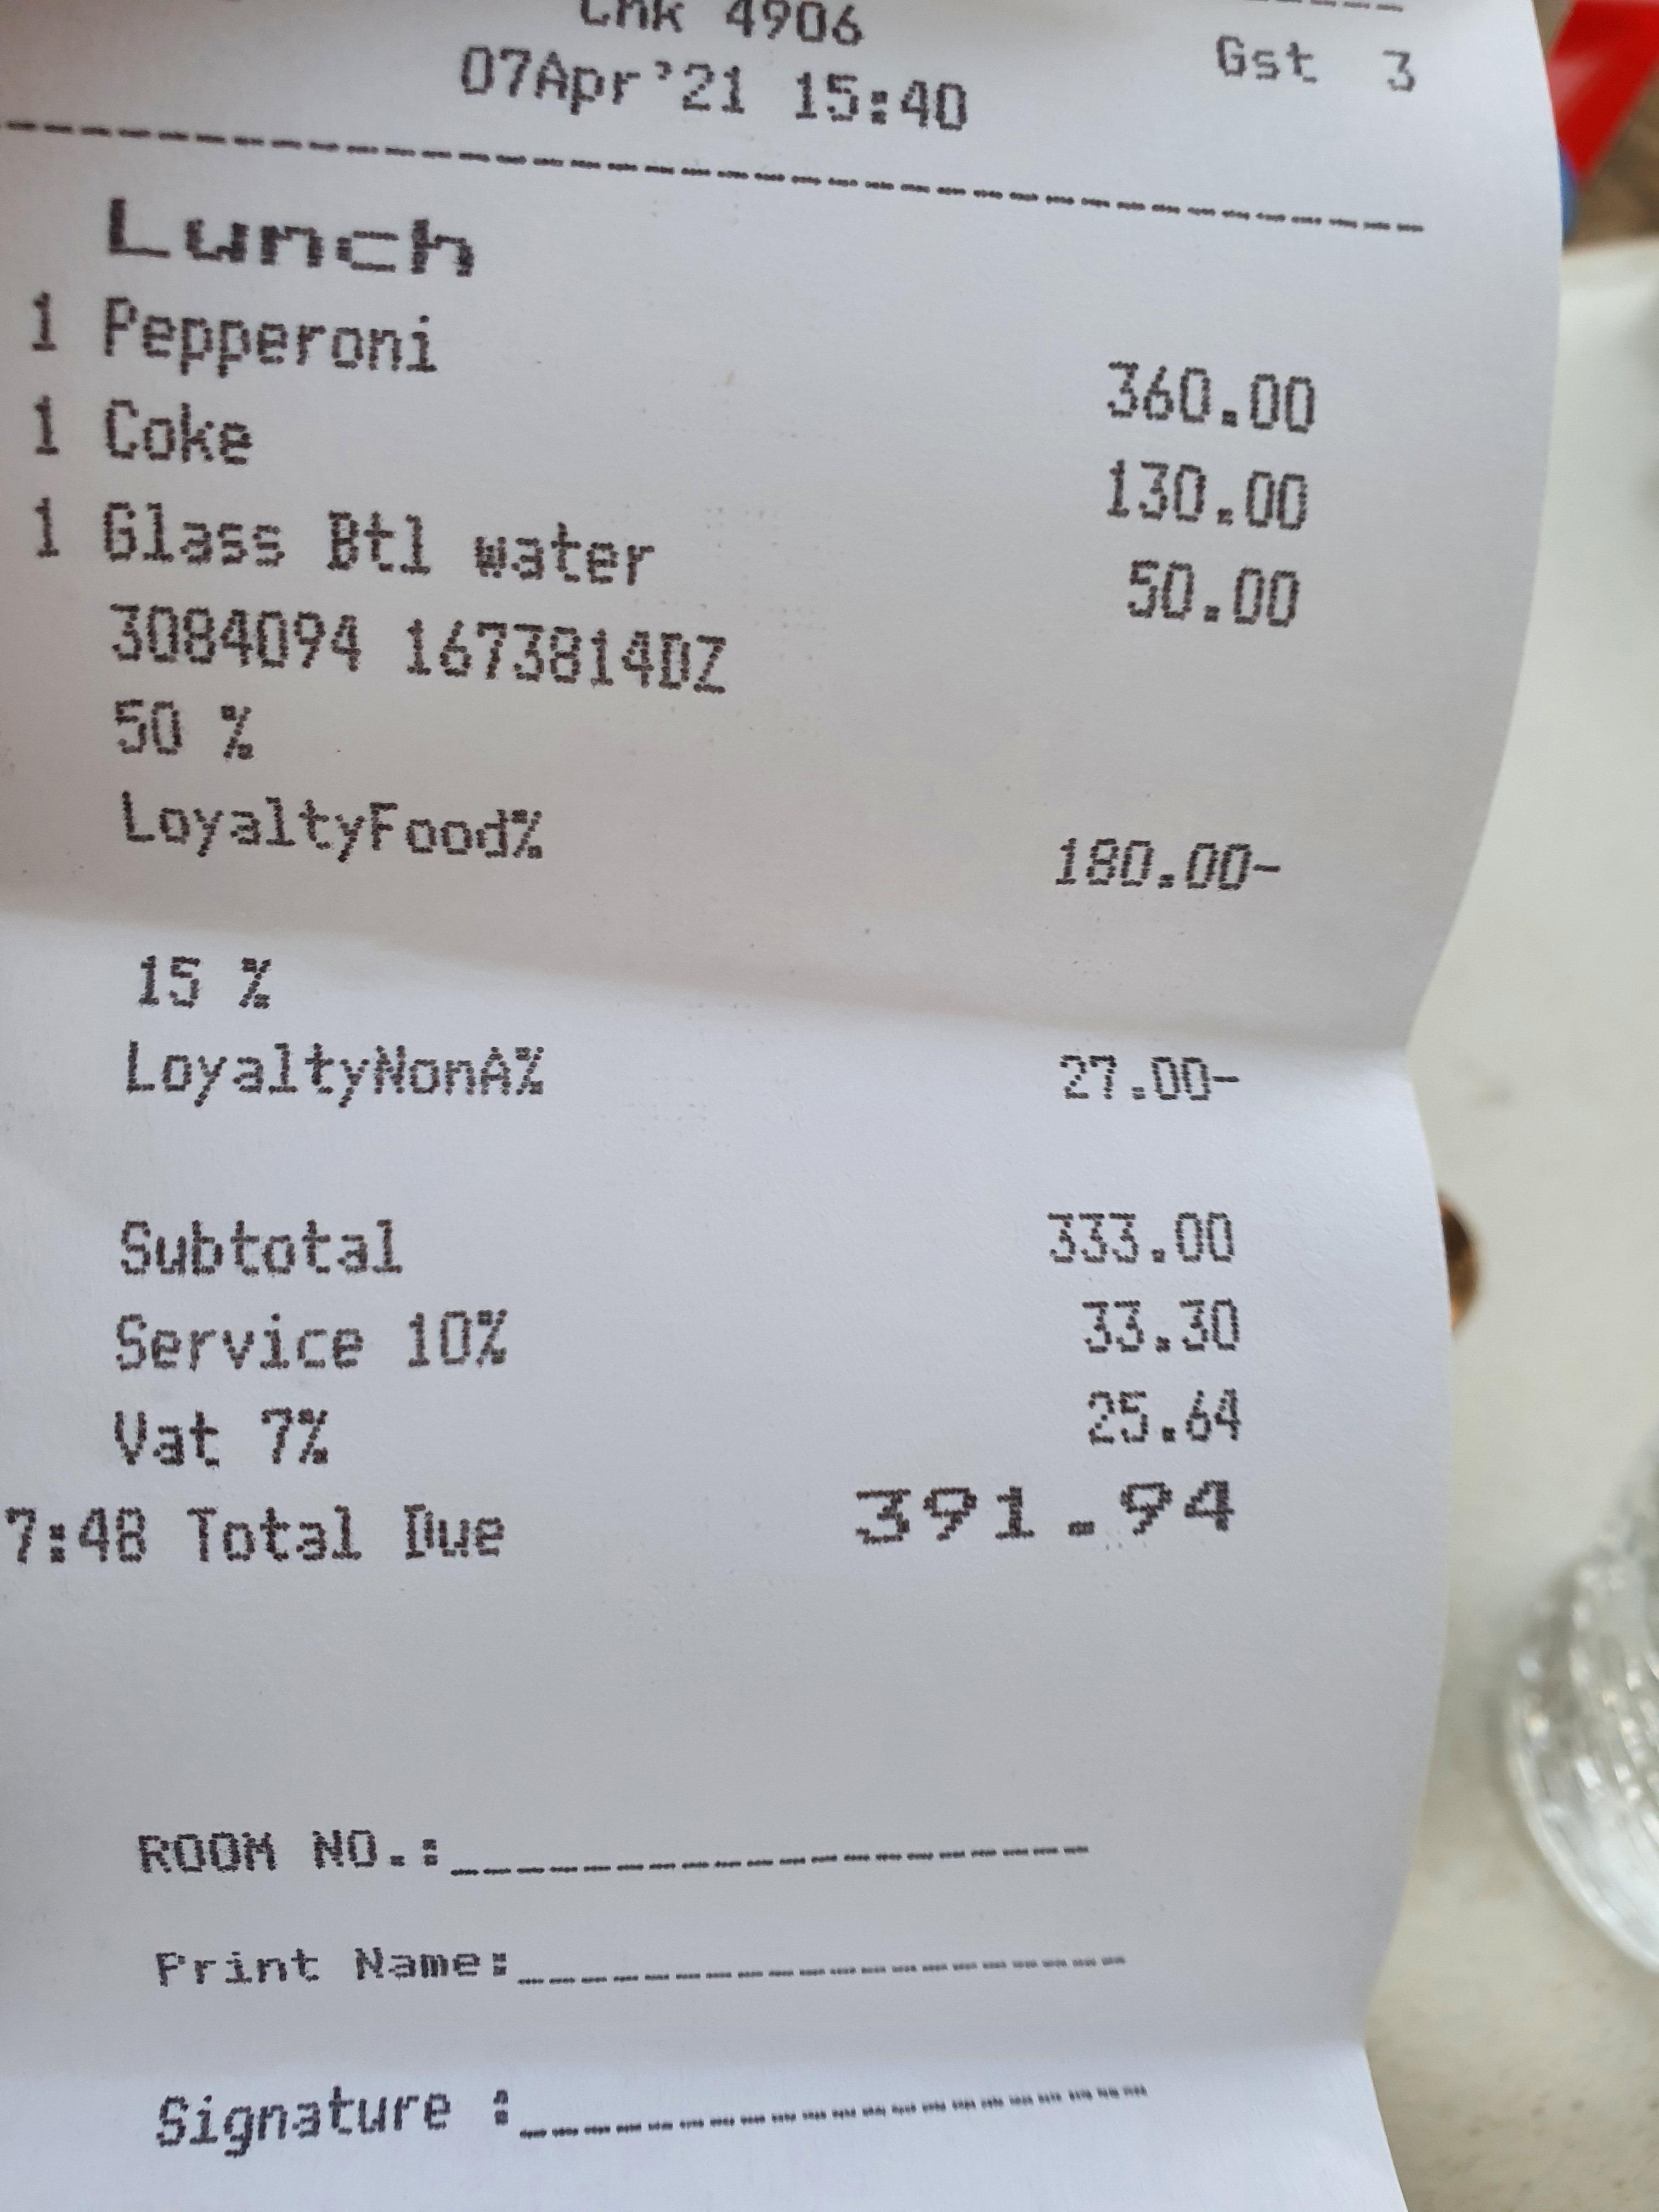 Chk 4906 Gst 3
07Apr'21 15:40
Lunch
1 Pepperoni 360.00
1 Coke 130.00
1 Glass Btl water 50.00
3084094 1673814DZ
50 %
LoyaltyFood% 180.00-
15 %
LoyaltyNonA% 27.00-
Subtotal 333.00
Service 10% 33.30
Vat 7% 25.64
7:48 Total Due 391.94
ROOM NO.:
Print Name:
Signature :